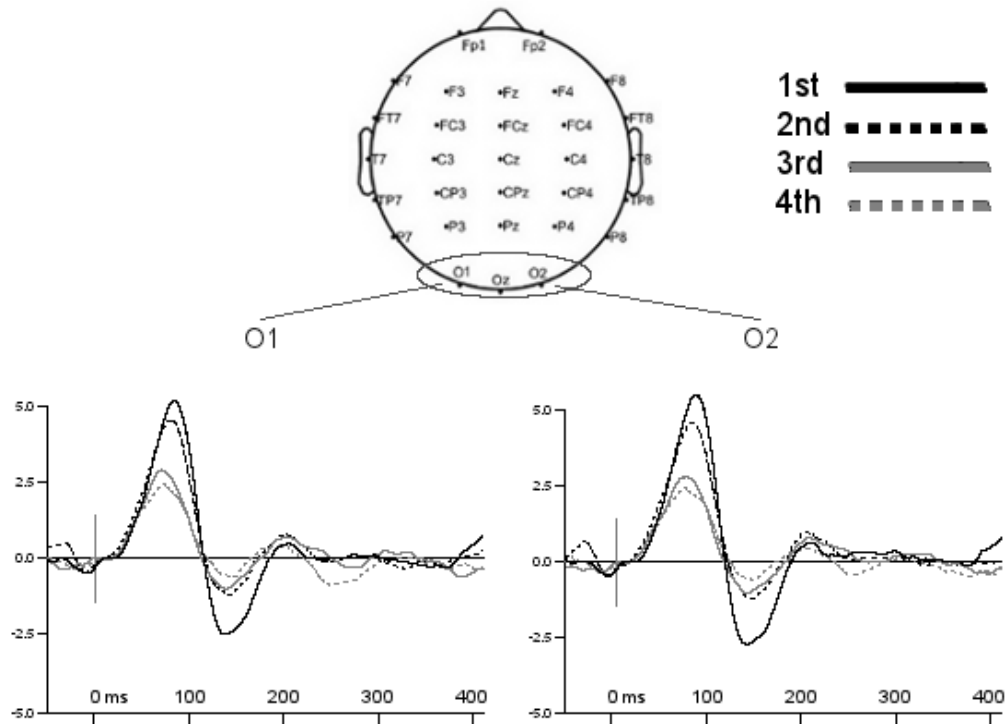 Fp1 Fp2
F7 F3 Fz F4 F8
FT7 FC3 FCz FC4 FT8
T7 C3 Cz C4 T8
TP7 CP3 CPz CP4 TP8
P7 P3 Pz P4 P8
O1 Oz O2
1st
2nd
3rd
4th
O1
O2
5.0
2.5
0.0
-2.5
-5.0
0 ms 100 200 300 400
5.0
2.5
0.0
-2.5
-5.0
0 ms 100 200 300 400